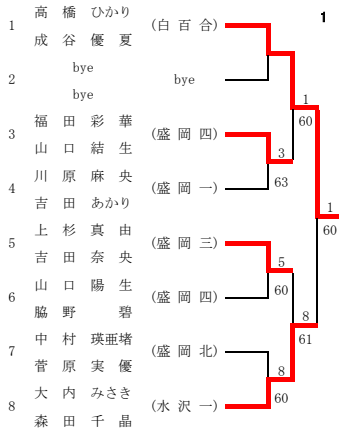 1
高 橋 ひかり
1 (白 百 合)
成 谷 優 夏
bye
2 bye
bye
1
60
福 田 彩 華
3 (盛 岡 四)
山 口 結 生
3
63
川 原 麻 央
4 (盛 岡 一)
吉 田 あかり
1
60
上 杉 真 由
5 (盛 岡 三)
吉 田 奈 央
5
60
山 口 陽 生
6 (盛 岡 四)
脇 野 碧
8
61
中 村 瑛亜堵
7 (盛 岡 北)
菅 原 実 優
8
60
大 内 みさき
8 (水 沢 一)
森 田 千 晶